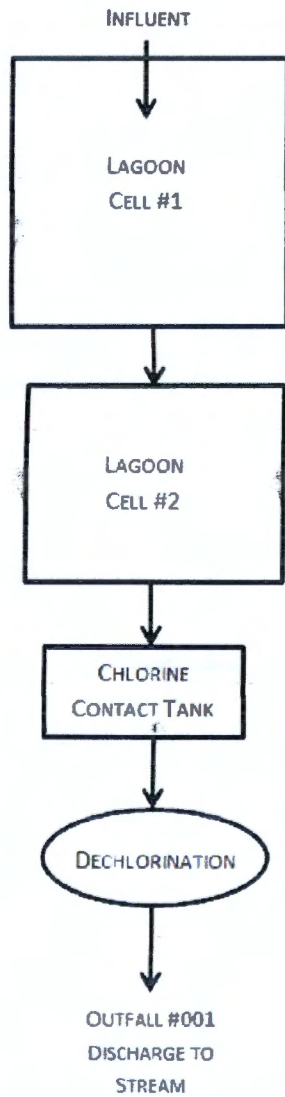 INFLUENT
LAGOON
CELL #1
LAGOON
CELL #2
CHLORINE
CONTACT TANK
DECHLORINATION
OUTFALL #001
DISCHARGE TO
STREAM